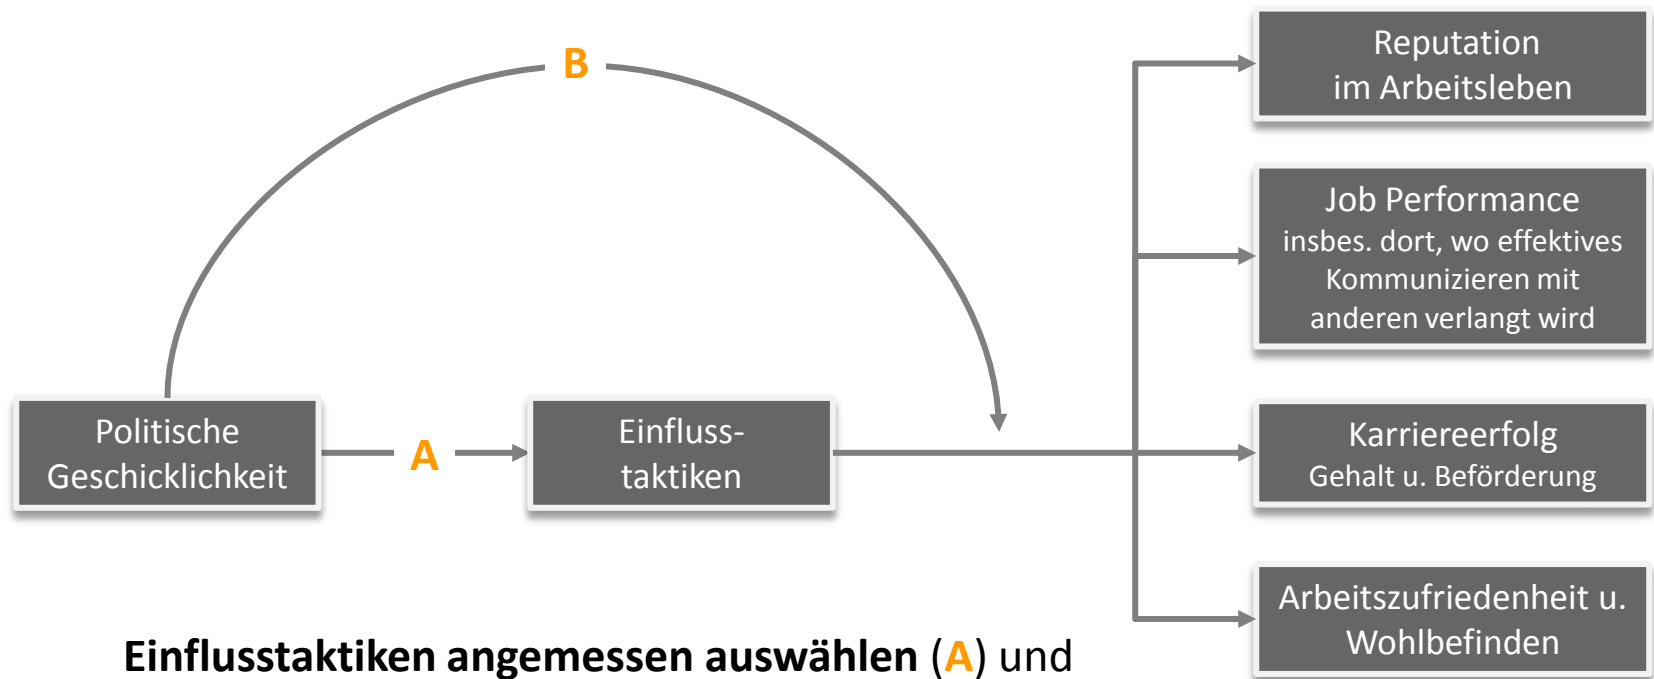 B
Reputation
im Arbeitsleben
Job Performance
insbes. dort, wo effektives
Kommunizieren mit
anderen verlangt wird
Politische
Geschicklichkeit
A
Einfluss-
taktiken
Karriereerfolg
Gehalt u. Beförderung
Arbeitszufriedenheit u.
Wohlbefinden
Einflusstaktiken angemessen auswählen (A) und